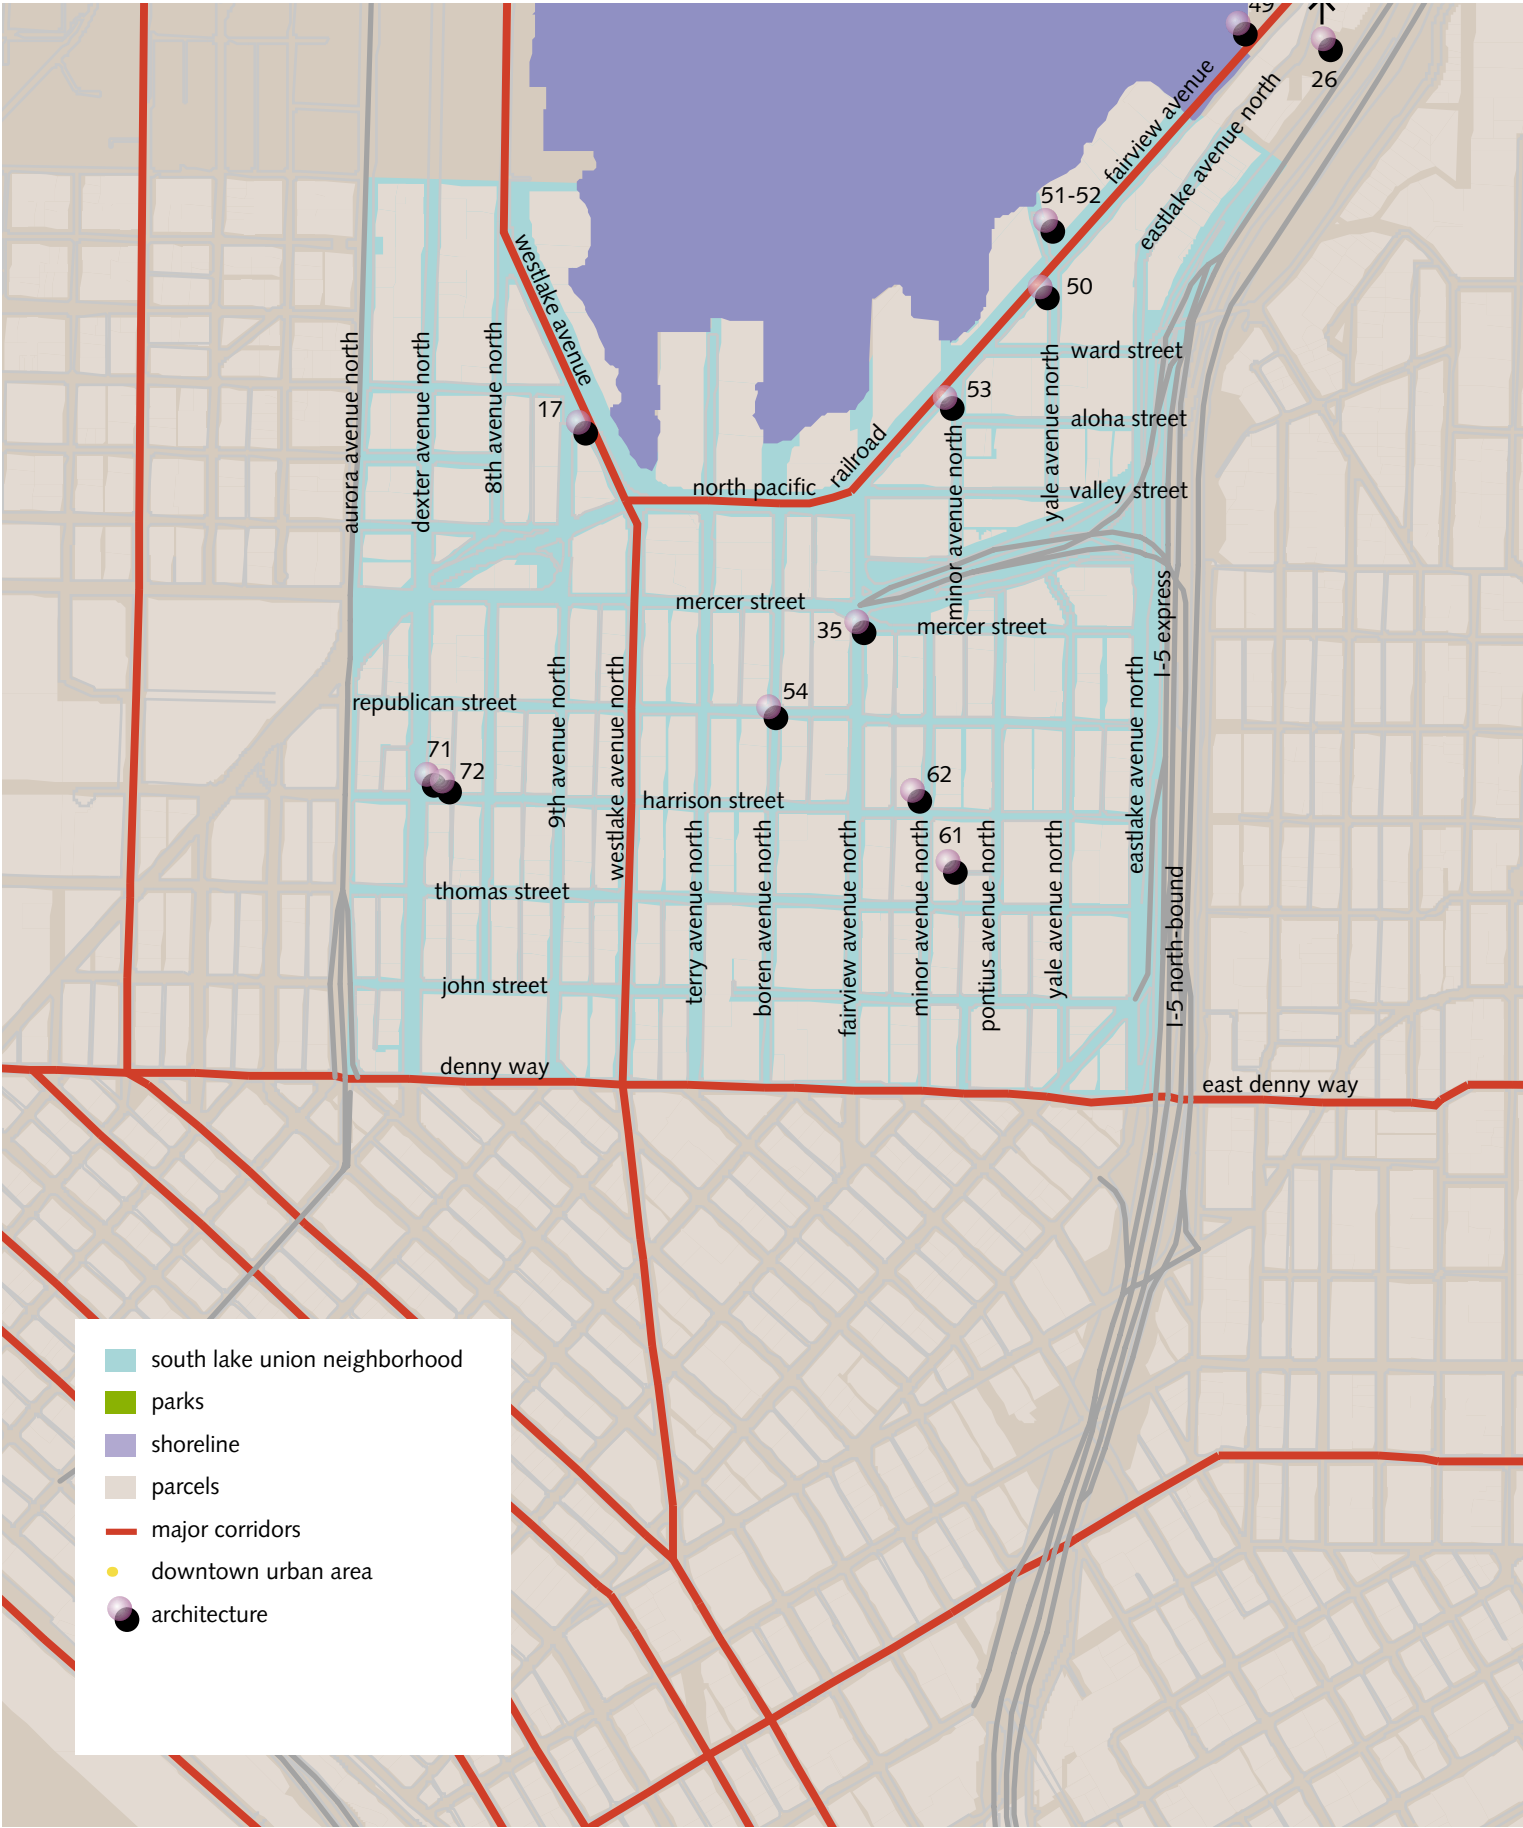 49
26
fairview avenue
eastlake avenue north
51-52
westlake avenue
50
aurora avenue north
dexter avenue north
8th avenue north
ward street
yale avenue north
17
53
aloha street
minor avenue north
railroad
north pacific
valley street
mercer street
35
mercer street
I-5 express
republican street
9th avenue north
westlake avenue north
54
eastlake avenue north
71
72
harrison street
62
61
terry avenue north
boren avenue north
fairview avenue north
minor avenue north
pontius avenue north
yale avenue north
thomas street
I-5 north-bound
john street
denny way
east denny way
south lake union neighborhood
parks
shoreline
parcels
major corridors
downtown urban area
architecture